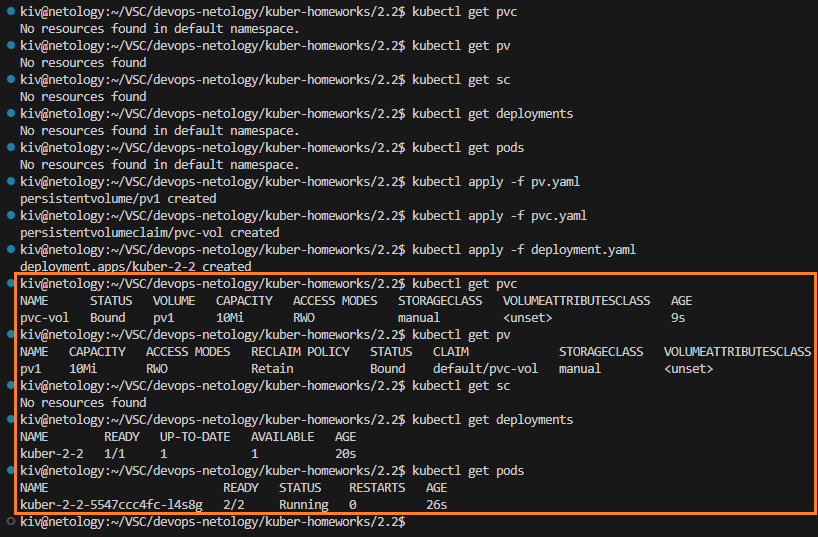 kiv@netology:~/VSC/devops-netology/kuber-homeworks/2.2$ kubectl get pvc
No resources found in default namespace.
kiv@netology:~/VSC/devops-netology/kuber-homeworks/2.2$ kubectl get pv
No resources found
kiv@netology:~/VSC/devops-netology/kuber-homeworks/2.2$ kubectl get sc
No resources found
kiv@netology:~/VSC/devops-netology/kuber-homeworks/2.2$ kubectl get deployments
No resources found in default namespace.
kiv@netology:~/VSC/devops-netology/kuber-homeworks/2.2$ kubectl get pods
No resources found in default namespace.
kiv@netology:~/VSC/devops-netology/kuber-homeworks/2.2$ kubectl apply -f pv.yaml
persistentvolume/pv1 created
kiv@netology:~/VSC/devops-netology/kuber-homeworks/2.2$ kubectl apply -f pvc.yaml
persistentvolumeclaim/pvc-vol created
kiv@netology:~/VSC/devops-netology/kuber-homeworks/2.2$ kubectl apply -f deployment.yaml
deployment.apps/kuber-2-2 created
kiv@netology:~/VSC/devops-netology/kuber-homeworks/2.2$ kubectl get pvc
NAME STATUS VOLUME CAPACITY ACCESS MODES STORAGECLASS VOLUMEATTRIBUTESCLASS AGE
pvc-vol Bound pv1 10Mi RWO manual <unset> 9s
kiv@netology:~/VSC/devops-netology/kuber-homeworks/2.2$ kubectl get pv
NAME CAPACITY ACCESS MODES RECLAIM POLICY STATUS CLAIM STORAGECLASS VOLUMEATTRIBUTESCLASS
pv1 10Mi RWO Retain Bound default/pvc-vol manual <unset>
kiv@netology:~/VSC/devops-netology/kuber-homeworks/2.2$ kubectl get sc
No resources found
kiv@netology:~/VSC/devops-netology/kuber-homeworks/2.2$ kubectl get deployments
NAME READY UP-TO-DATE AVAILABLE AGE
kuber-2-2 1/1 1 1 20s
kiv@netology:~/VSC/devops-netology/kuber-homeworks/2.2$ kubectl get pods
NAME READY STATUS RESTARTS AGE
kuber-2-2-5547ccc4fc-l4s8g 2/2 Running 0 26s
kiv@netology:~/VSC/devops-netology/kuber-homeworks/2.2$